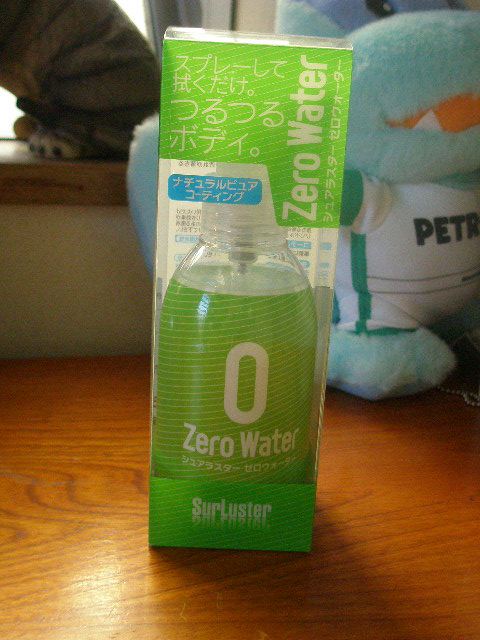 スプレーして
拭くだけ。
つるつる
ボディ。
Zero Water
シュアラスター ゼロウォーター
ナチュラルピュア
コーティング
PETR
0
Zero Water
シュアラスター ゼロウォーター
SurLuster